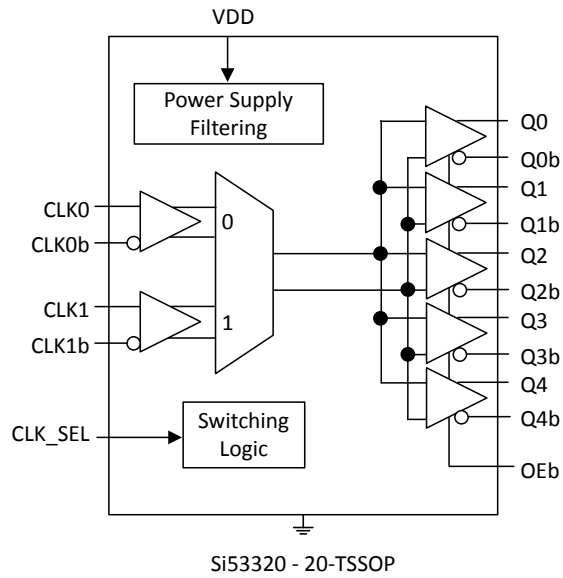 VDD
Power Supply
Filtering
CLK0
CLK0b
0
CLK1
CLK1b
1
CLK_SEL
Switching
Logic
Q0
Q0b
Q1
Q1b
Q2
Q2b
Q3
Q3b
Q4
Q4b
OEb
Si53320 - 20-TSSOP